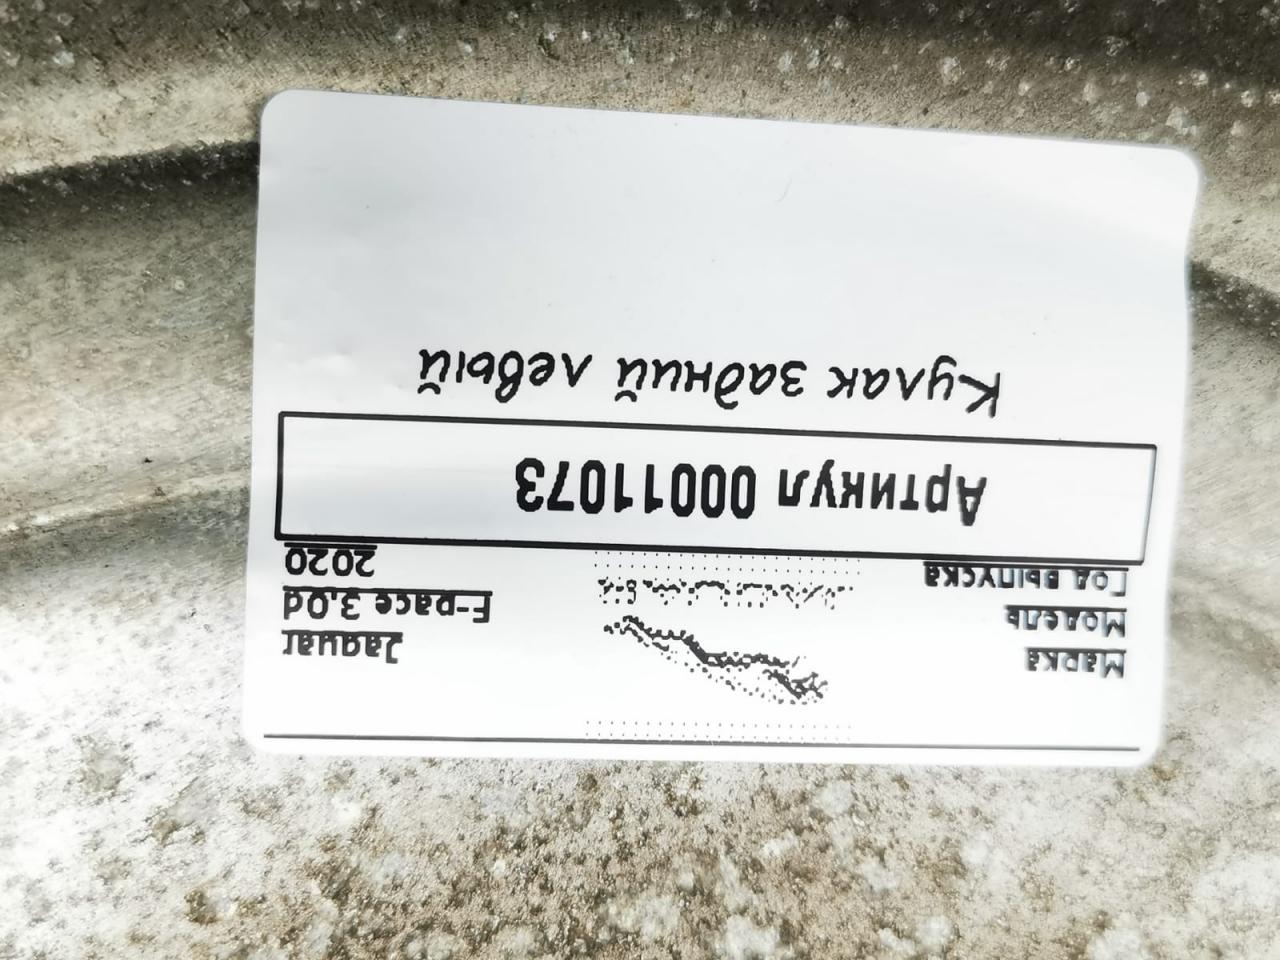 Марка Jaguar
Модель E-pace 3.0d
Год выпуска 2020
Артикул 00011073
Кулак задний левый